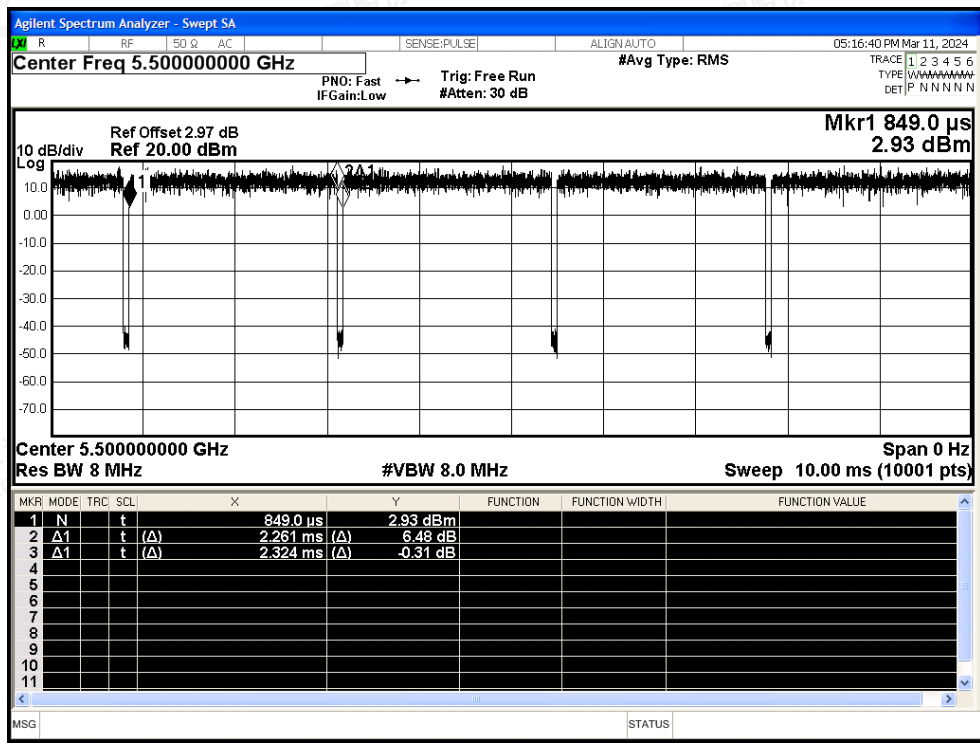 Agilent Spectrum Analyzer - Swept SA
LXI R RF 50 Ω AC SENSE:PULSE ALIGN AUTO 05:16:40 PM Mar 11, 2024
Center Freq 5.500000000 GHz
PNO: Fast
IFGain:Low
Trig: Free Run
#Atten: 30 dB
#Avg Type: RMS
TRACE 1 2 3 4 5 6
TYPE WWWWWW
DET P N N N N N
Mkr1 849.0 µs
2.93 dBm
Ref Offset 2.97 dB
10 dB/div Ref 20.00 dBm
Log
1
2Δ1
10.0
0.00
-10.0
-20.0
-30.0
-40.0
-50.0
-60.0
-70.0
Center 5.500000000 GHz Span 0 Hz
Res BW 8 MHz #VBW 8.0 MHz Sweep 10.00 ms (10001 pts)
MKR MODE TRC SCL X Y FUNCTION FUNCTION WIDTH FUNCTION VALUE
1 N t 849.0 µs 2.93 dBm
2 Δ1 t (Δ) 2.261 ms (Δ) 6.48 dB
3 Δ1 t (Δ) 2.324 ms (Δ) -0.31 dB
4
5
6
7
8
9
10
11
MSG STATUS